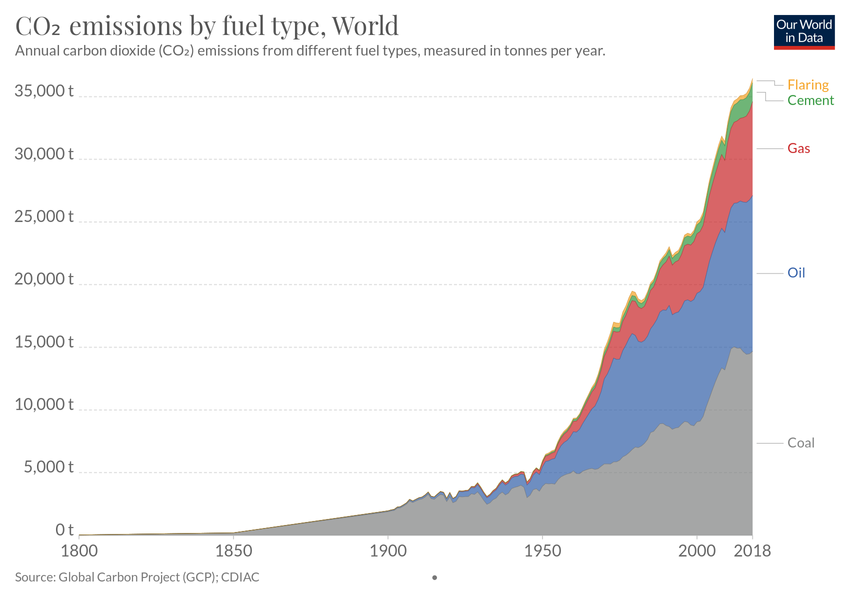 CO₂ emissions by fuel type, World
Annual carbon dioxide (CO₂) emissions from different fuel types, measured in tonnes per year.
Our World
in Data
35,000 t
30,000 t
25,000 t
20,000 t
15,000 t
10,000 t
5,000 t
0 t
Flaring
Cement
Gas
Oil
Coal
1800
1850
1900
1950
2000
2018
Source: Global Carbon Project (GCP); CDIAC
•